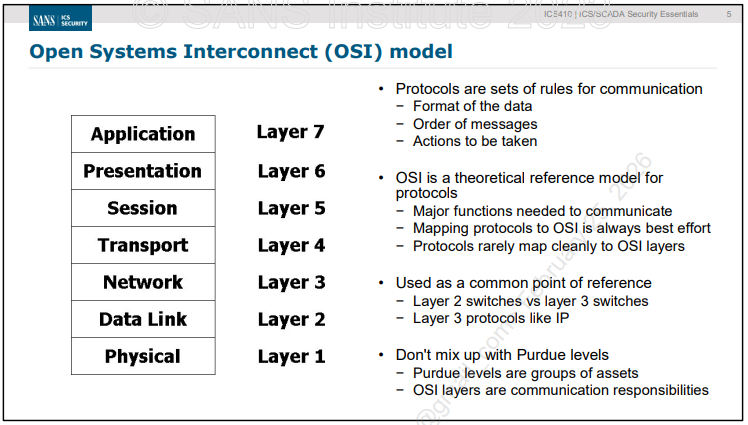 © SANS Institute 2026
SANS ICS SECURITY
ICS410 | ICS/SCADA Security Essentials 5
Open Systems Interconnect (OSI) model
Application Layer 7
Presentation Layer 6
Session Layer 5
Transport Layer 4
Network Layer 3
Data Link Layer 2
Physical Layer 1
• Protocols are sets of rules for communication
− Format of the data
− Order of messages
− Actions to be taken
• OSI is a theoretical reference model for
protocols
− Major functions needed to communicate
− Mapping protocols to OSI is always best effort
− Protocols rarely map cleanly to OSI layers
• Used as a common point of reference
− Layer 2 switches vs layer 3 switches
− Layer 3 protocols like IP
• Don't mix up with Purdue levels
− Purdue levels are groups of assets
− OSI layers are communication responsibilities